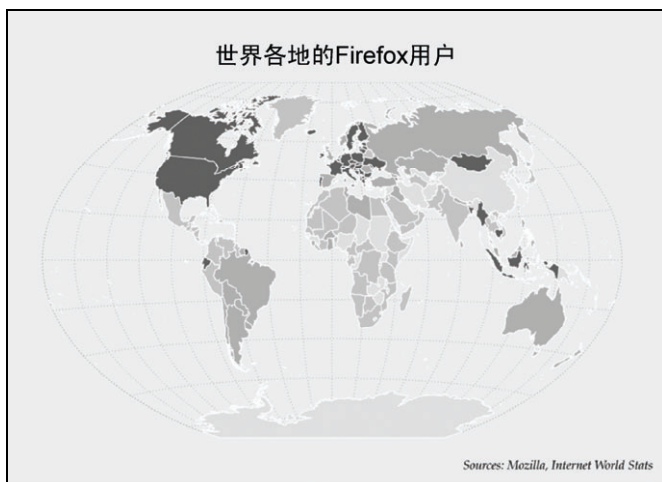 世界各地的Firefox用户
Sources: Mozilla, Internet World Stats